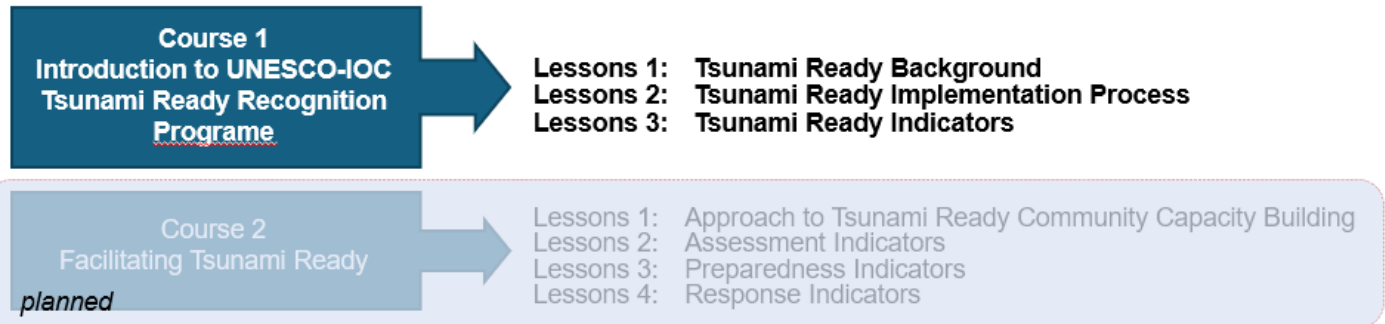 Course 1
Introduction to UNESCO-IOC
Tsunami Ready Recognition
Programe
Lessons 1: Tsunami Ready Background
Lessons 2: Tsunami Ready Implementation Process
Lessons 3: Tsunami Ready Indicators
Course 2
Facilitating Tsunami Ready
planned
Lessons 1: Approach to Tsunami Ready Community Capacity Building
Lessons 2: Assessment Indicators
Lessons 3: Preparedness Indicators
Lessons 4: Response Indicators